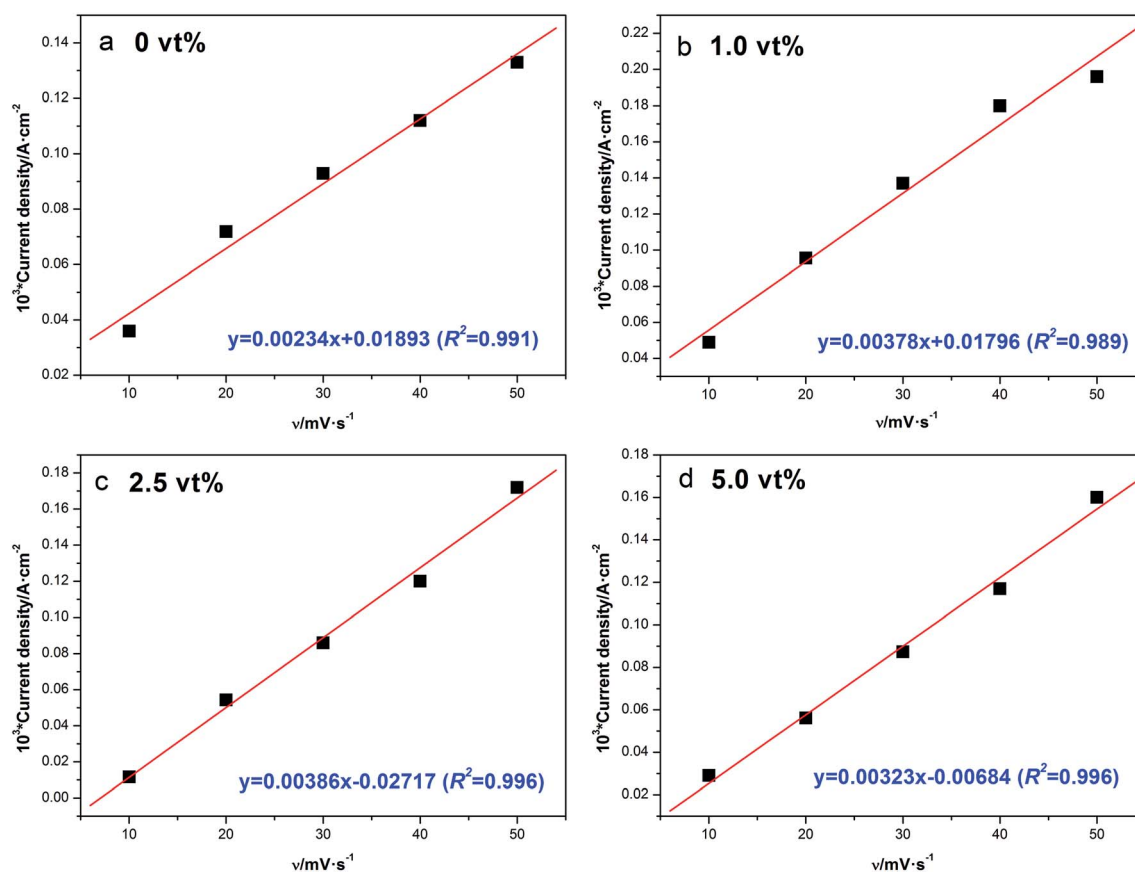 a 0 vt%
0.14
0.12
0.10
0.08
0.06
0.04
0.02
10³*Current density/A·cm⁻²
y=0.00234x+0.01893 (R²=0.991)
10 20 30 40 50
ν/mV·s⁻¹
b 1.0 vt%
0.22
0.20
0.18
0.16
0.14
0.12
0.10
0.08
0.06
0.04
10³*Current density/A·cm⁻²
y=0.00378x+0.01796 (R²=0.989)
10 20 30 40 50
ν/mV·s⁻¹
c 2.5 vt%
0.18
0.16
0.14
0.12
0.10
0.08
0.06
0.04
0.02
0.00
10³*Current density/A·cm⁻²
y=0.00386x-0.02717 (R²=0.996)
10 20 30 40 50
ν/mV·s⁻¹
d 5.0 vt%
0.18
0.16
0.14
0.12
0.10
0.08
0.06
0.04
0.02
10³*Current density/A·cm⁻²
y=0.00323x-0.00684 (R²=0.996)
10 20 30 40 50
ν/mV·s⁻¹